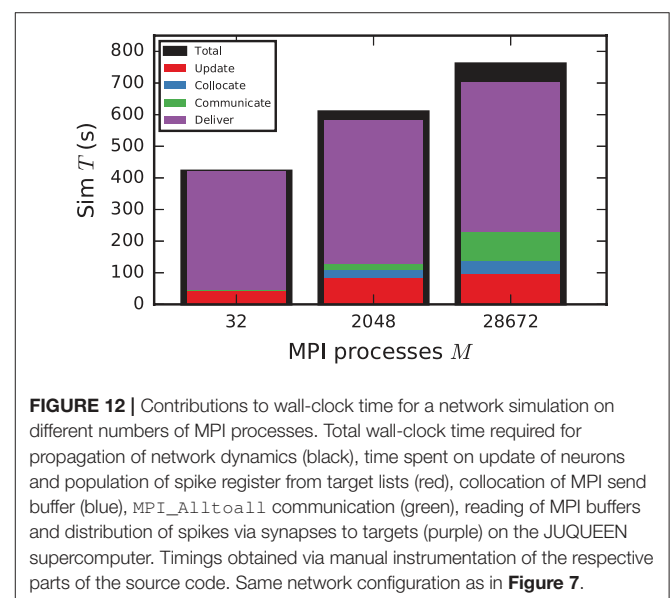 800
700
600
500
400
300
200
100
0
Sim T (s)
Total
Update
Collocate
Communicate
Deliver
32 2048 28672
MPI processes M
FIGURE 12 | Contributions to wall-clock time for a network simulation on
different numbers of MPI processes. Total wall-clock time required for
propagation of network dynamics (black), time spent on update of neurons
and population of spike register from target lists (red), collocation of MPI send
buffer (blue), MPI_Alltoall communication (green), reading of MPI buffers
and distribution of spikes via synapses to targets (purple) on the JUQUEEN
supercomputer. Timings obtained via manual instrumentation of the respective
parts of the source code. Same network configuration as in Figure 7.